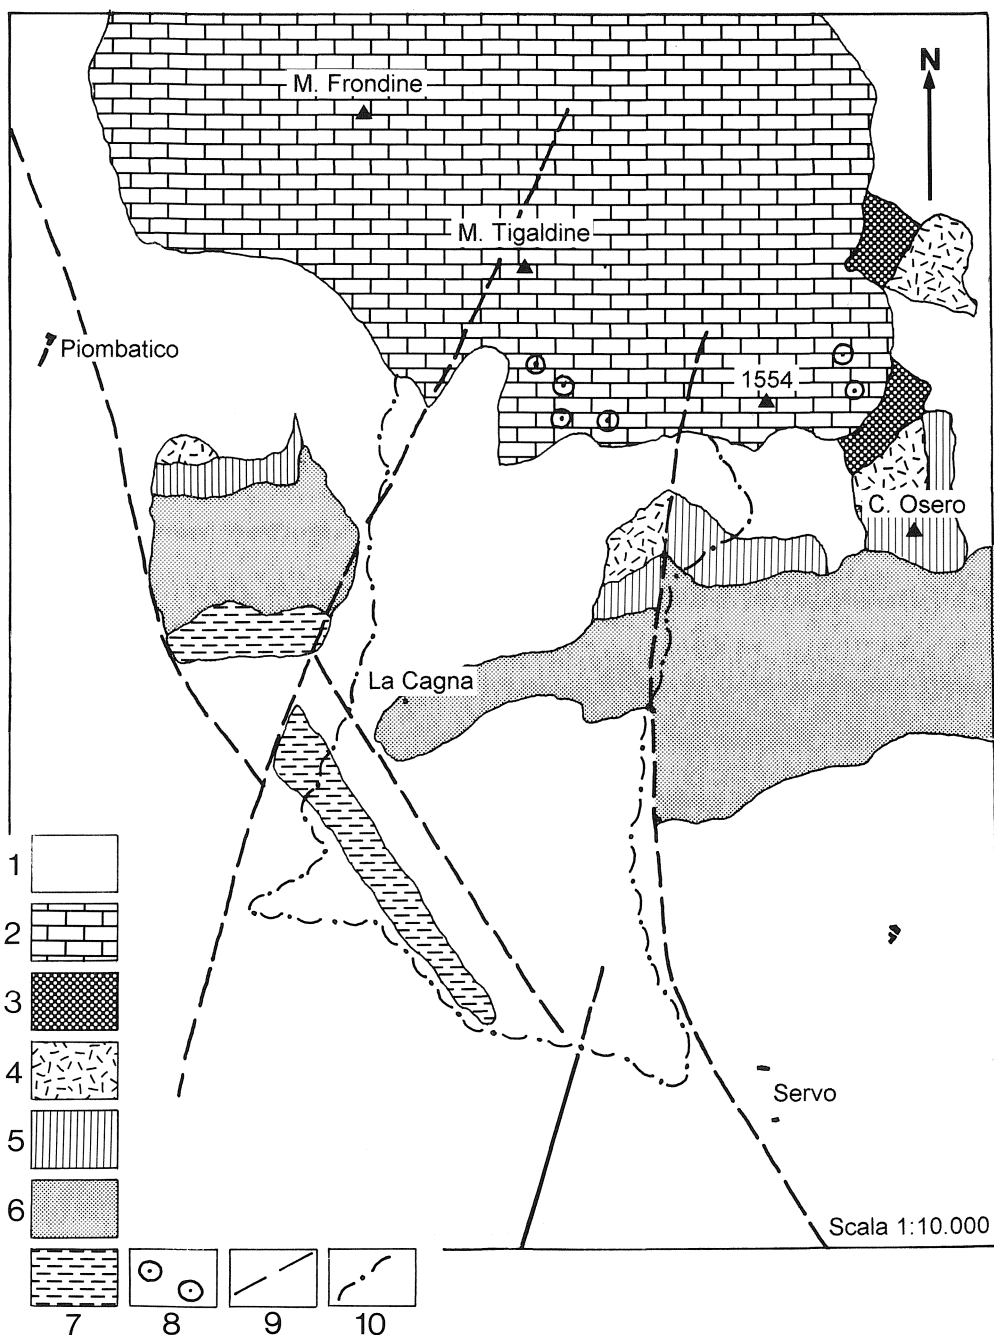 N
M. Frondine
M. Tigaldine
Piombatico
1554
C. Osero
La Cagna
1
2
3
4
5
6
Servo
Scala 1:10.000
7
8
9
10